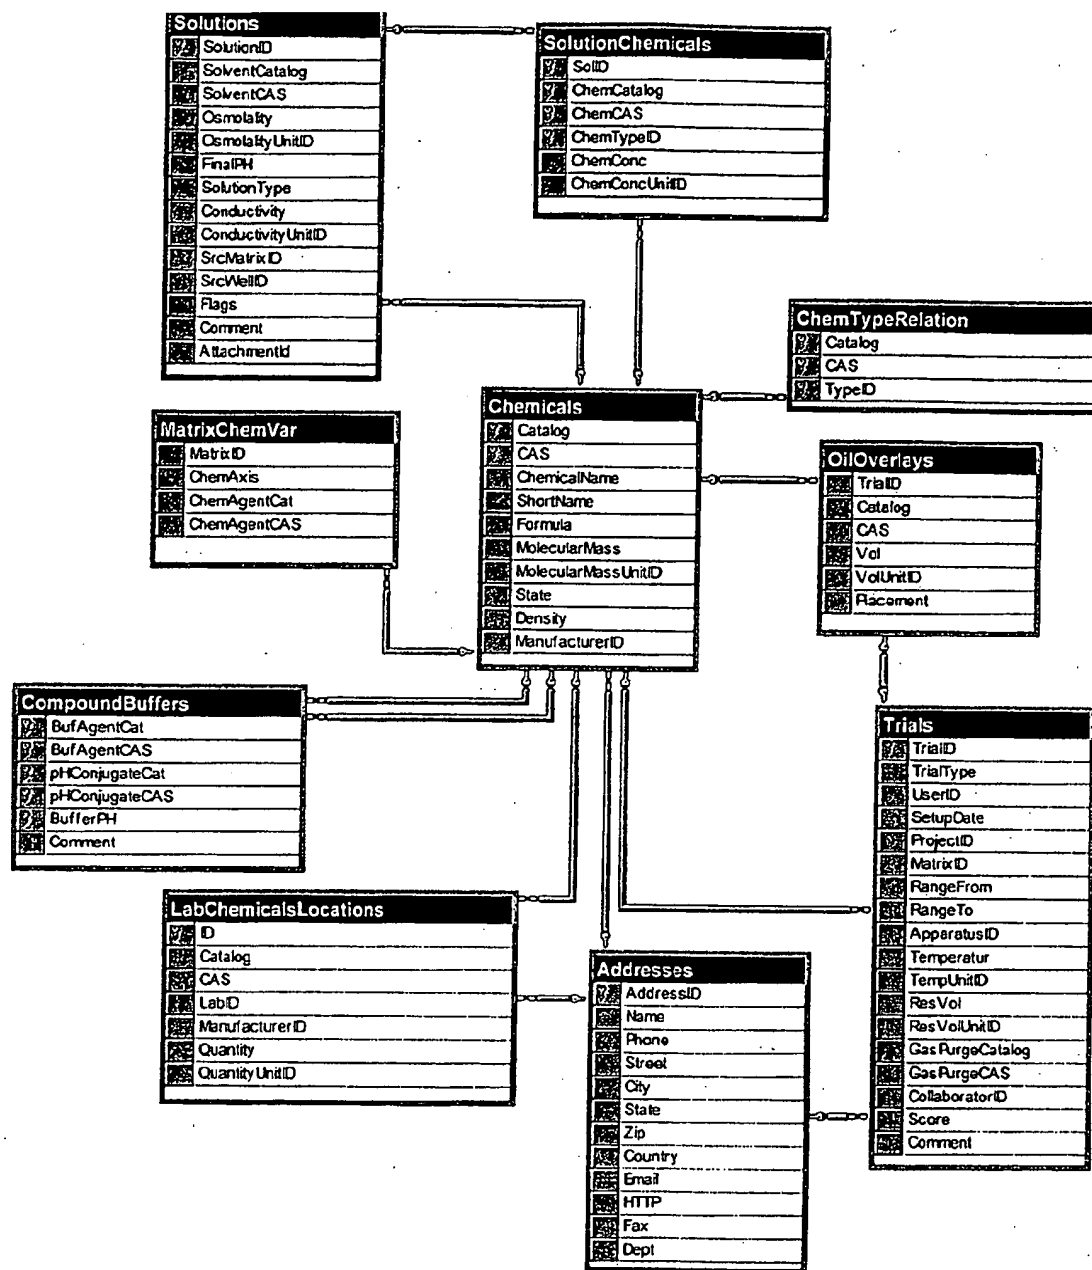 Solutions
SolutionID
SolventCatalog
SolventCAS
Osmolality
OsmolalityUnitID
FinalPH
SolutionType
Conductivity
ConductivityUnitID
SrcMatrixID
SrcWellID
Flags
Comment
AttachmentId
SolutionChemicals
SolID
ChemCatalog
ChemCAS
ChemTypeID
ChemConc
ChemConcUnitID
ChemTypeRelation
Catalog
CAS
TypeID
Chemicals
Catalog
CAS
ChemicalName
ShortName
Formula
MolecularMass
MolecularMassUnitID
State
Density
ManufacturerID
MatrixChemVar
MatrixID
ChemAxis
ChemAgentCat
ChemAgentCAS
OilOverlays
TrialID
Catalog
CAS
Vol
VolUnitID
Placement
CompoundBuffers
BufAgentCat
BufAgentCAS
pHConjugateCat
pHConjugateCAS
BufferPH
Comment
Trials
TrialID
TrialType
UserID
SetupDate
ProjectID
MatrixID
RangeFrom
RangeTo
ApparatusID
Temperatur
TempUnitID
ResVol
ResVolUnitID
GasPurgeCatalog
GasPurgeCAS
CollaboratorID
Score
Comment
LabChemicalsLocations
ID
Catalog
CAS
LabID
ManufacturerID
Quantity
QuantityUnitID
Addresses
AddressID
Name
Phone
Street
City
State
Zip
Country
Email
HTTP
Fax
Dept